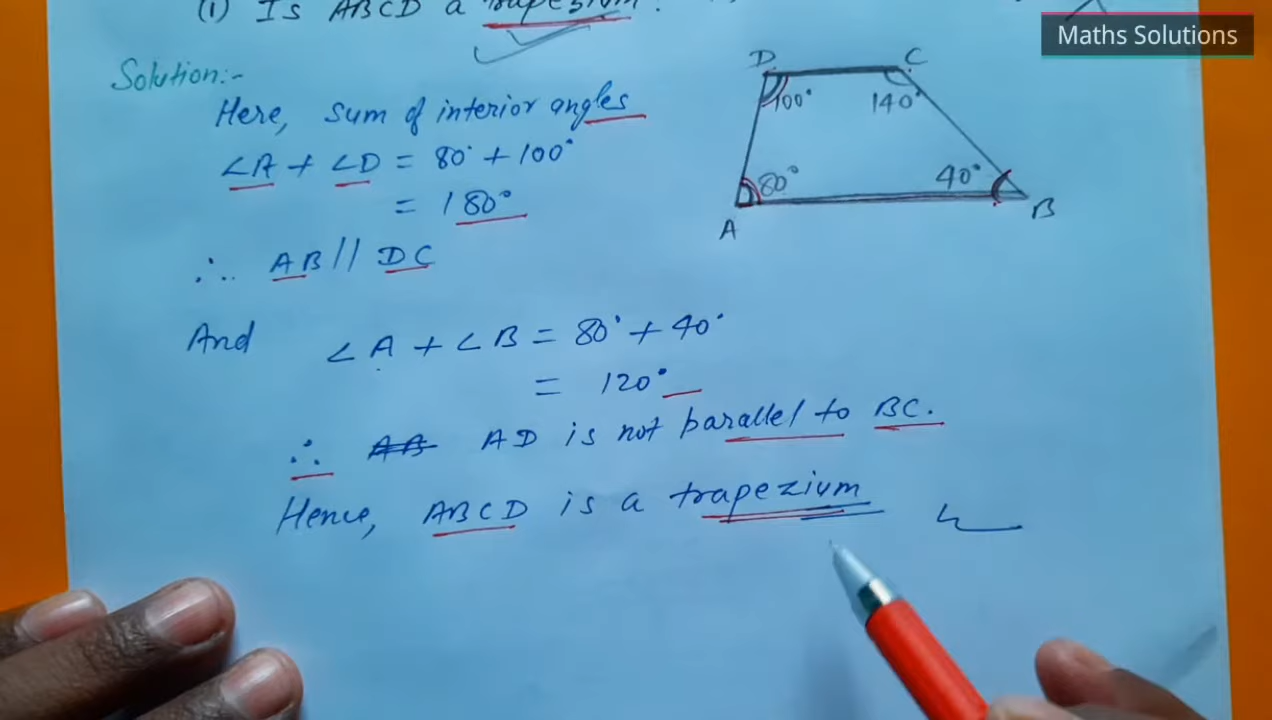 (i) Is ABCD a trapezium?
Maths Solutions
Solution:-
Here, sum of interior angles
∠A + ∠D = 80° + 100°
= 180°
∴ AB // DC
And ∠A + ∠B = 80° + 40°
= 120°
∴ AD is not parallel to BC.
Hence, ABCD is a trapezium
D C
100° 140°
80° 40°
A B